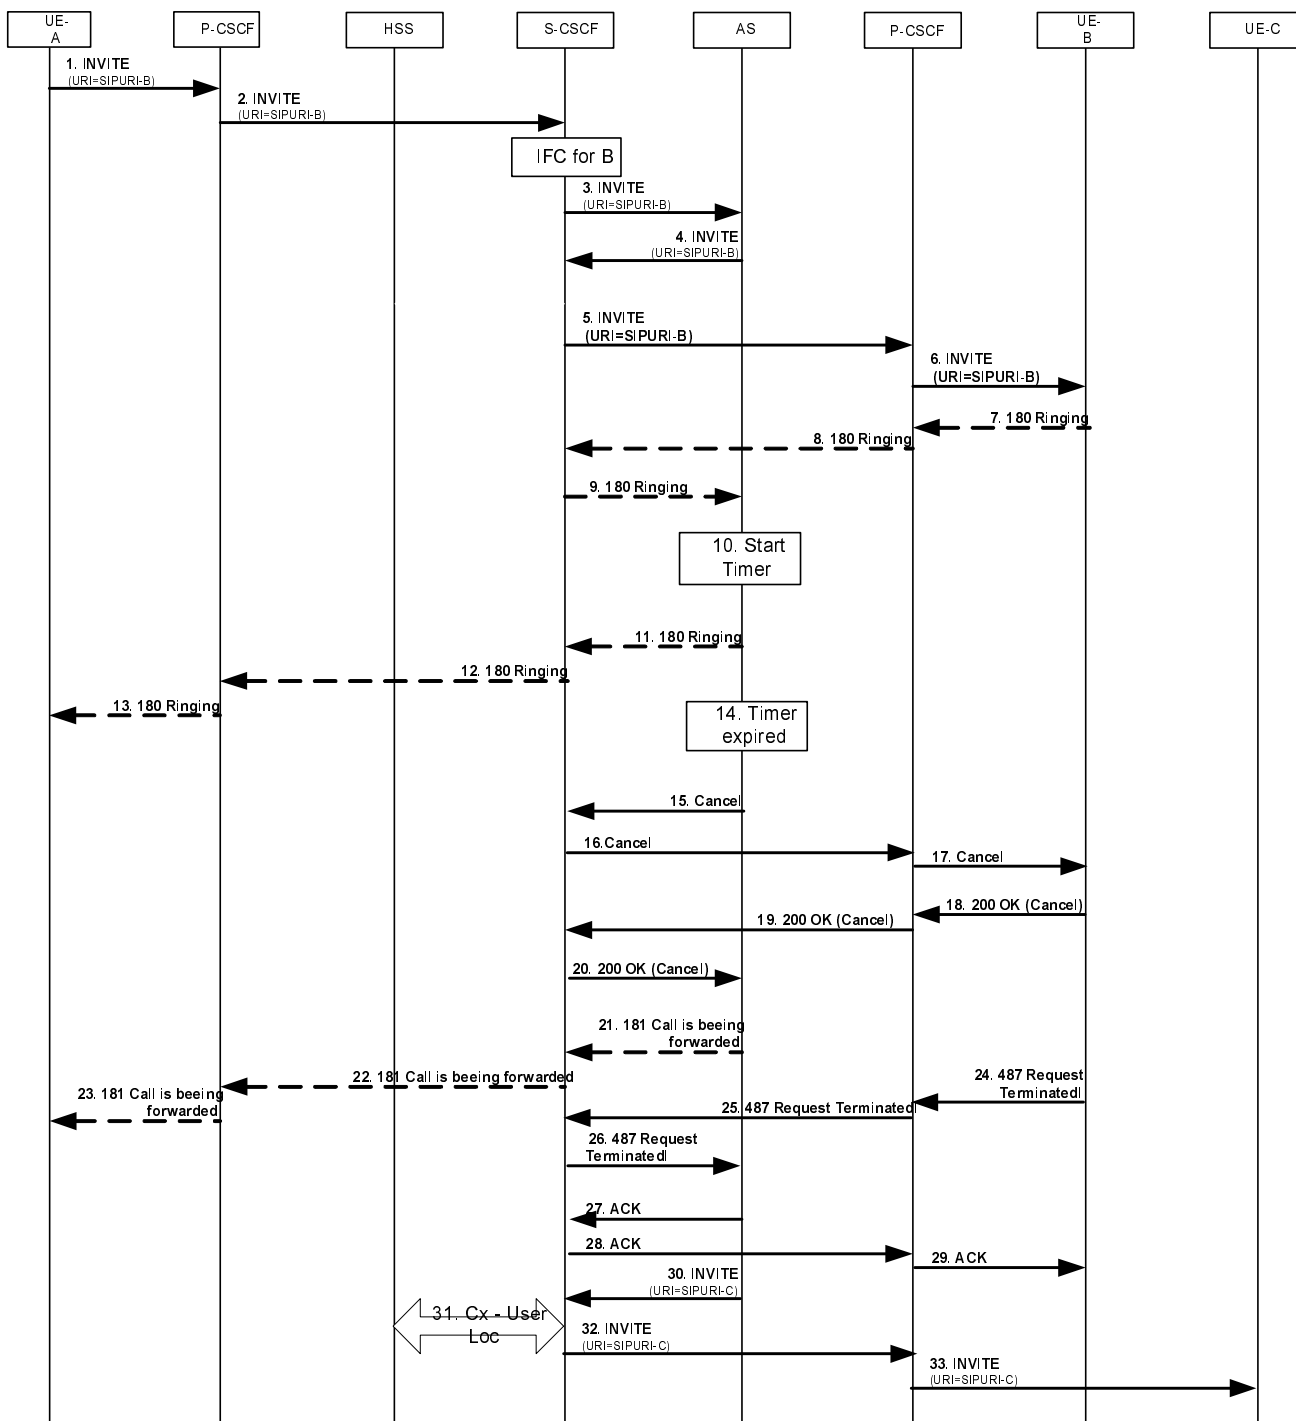 UE-
A
P-CSCF
HSS
S-CSCF
AS
P-CSCF
UE-
B
UE-C
1. INVITE
(URI=SIPURI-B)
2. INVITE
(URI=SIPURI-B)
IFC for B
3. INVITE
(URI=SIPURI-B)
4. INVITE
(URI=SIPURI-B)
5. INVITE
(URI=SIPURI-B)
6. INVITE
(URI=SIPURI-B)
7. 180 Ringing
8. 180 Ringing
9. 180 Ringing
10. Start
Timer
11. 180 Ringing
12. 180 Ringing
13. 180 Ringing
14. Timer
expired
15. Cancel
16.Cancel
17. Cancel
18. 200 OK (Cancel)
19. 200 OK (Cancel)
20. 200 OK (Cancel)
21. 181 Call is beeing
forwarded
22. 181 Call is beeing forwarded
23. 181 Call is beeing
forwarded
24. 487 Request
Terminatedl
25. 487 Request Terminatedl
26. 487 Request
Terminatedl
27. ACK
28. ACK
29. ACK
30. INVITE
(URI=SIPURI-C)
31. Cx - User
Loc
32. INVITE
(URI=SIPURI-C)
33. INVITE
(URI=SIPURI-C)